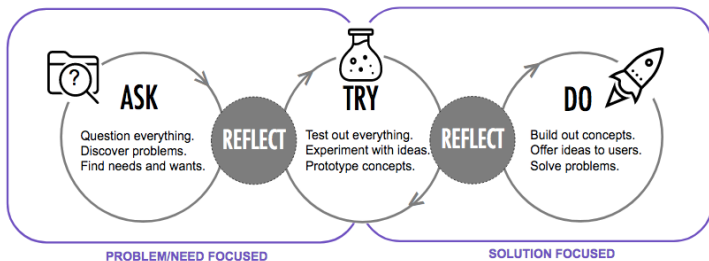 ?
ASK
Question everything.
Discover problems.
Find needs and wants.
REFLECT
TRY
Test out everything.
Experiment with ideas.
Prototype concepts.
REFLECT
DO
Build out concepts.
Offer ideas to users.
Solve problems.
PROBLEM/NEED FOCUSED
SOLUTION FOCUSED